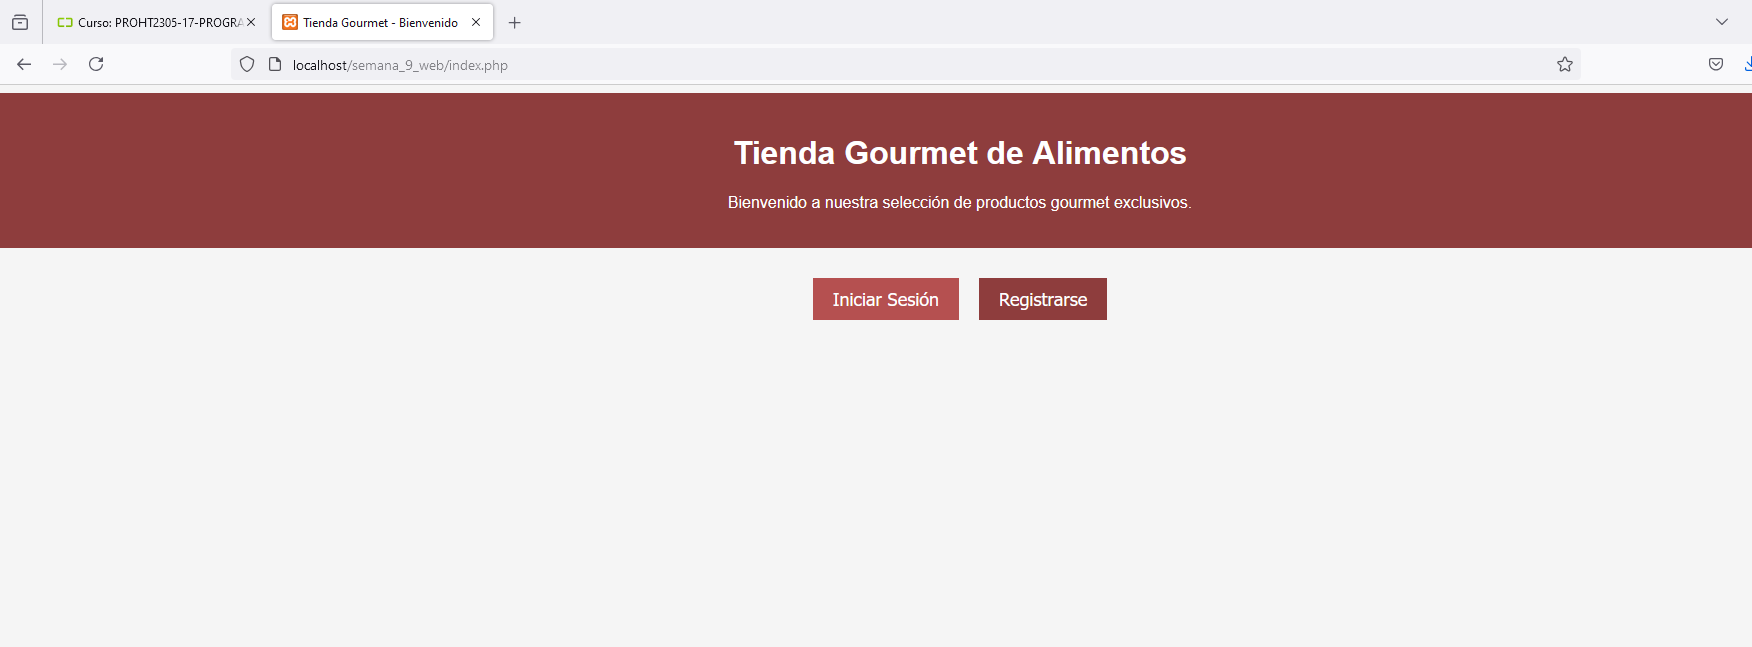 Curso: PROHT2305-17-PROGRA
Tienda Gourmet - Bienvenido
localhost/semana_9_web/index.php
Tienda Gourmet de Alimentos
Bienvenido a nuestra selección de productos gourmet exclusivos.
Iniciar Sesión
Registrarse